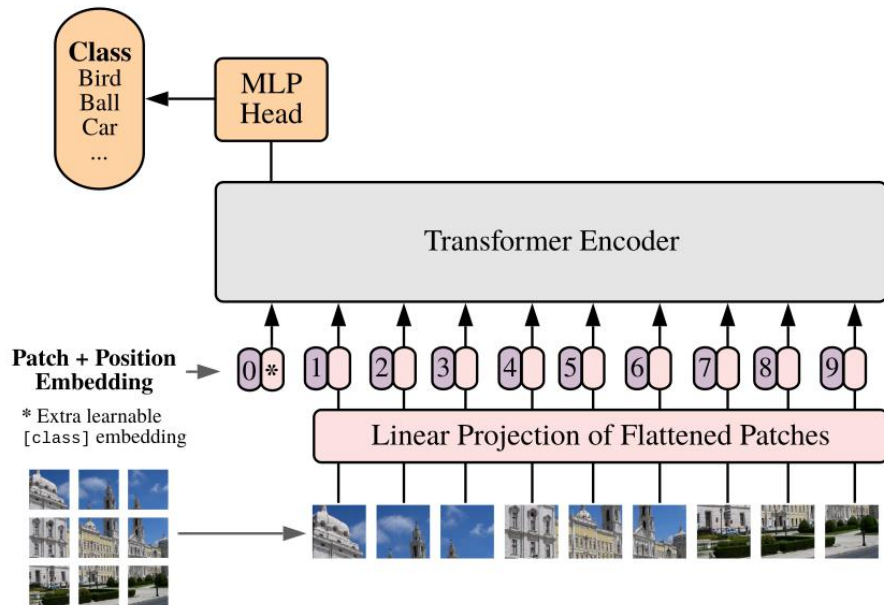 Class
Bird
Ball
Car
...
MLP
Head
Transformer Encoder
Patch + Position
Embedding
0 * 1 2 3 4 5 6 7 8 9
* Extra learnable
[class] embedding
Linear Projection of Flattened Patches